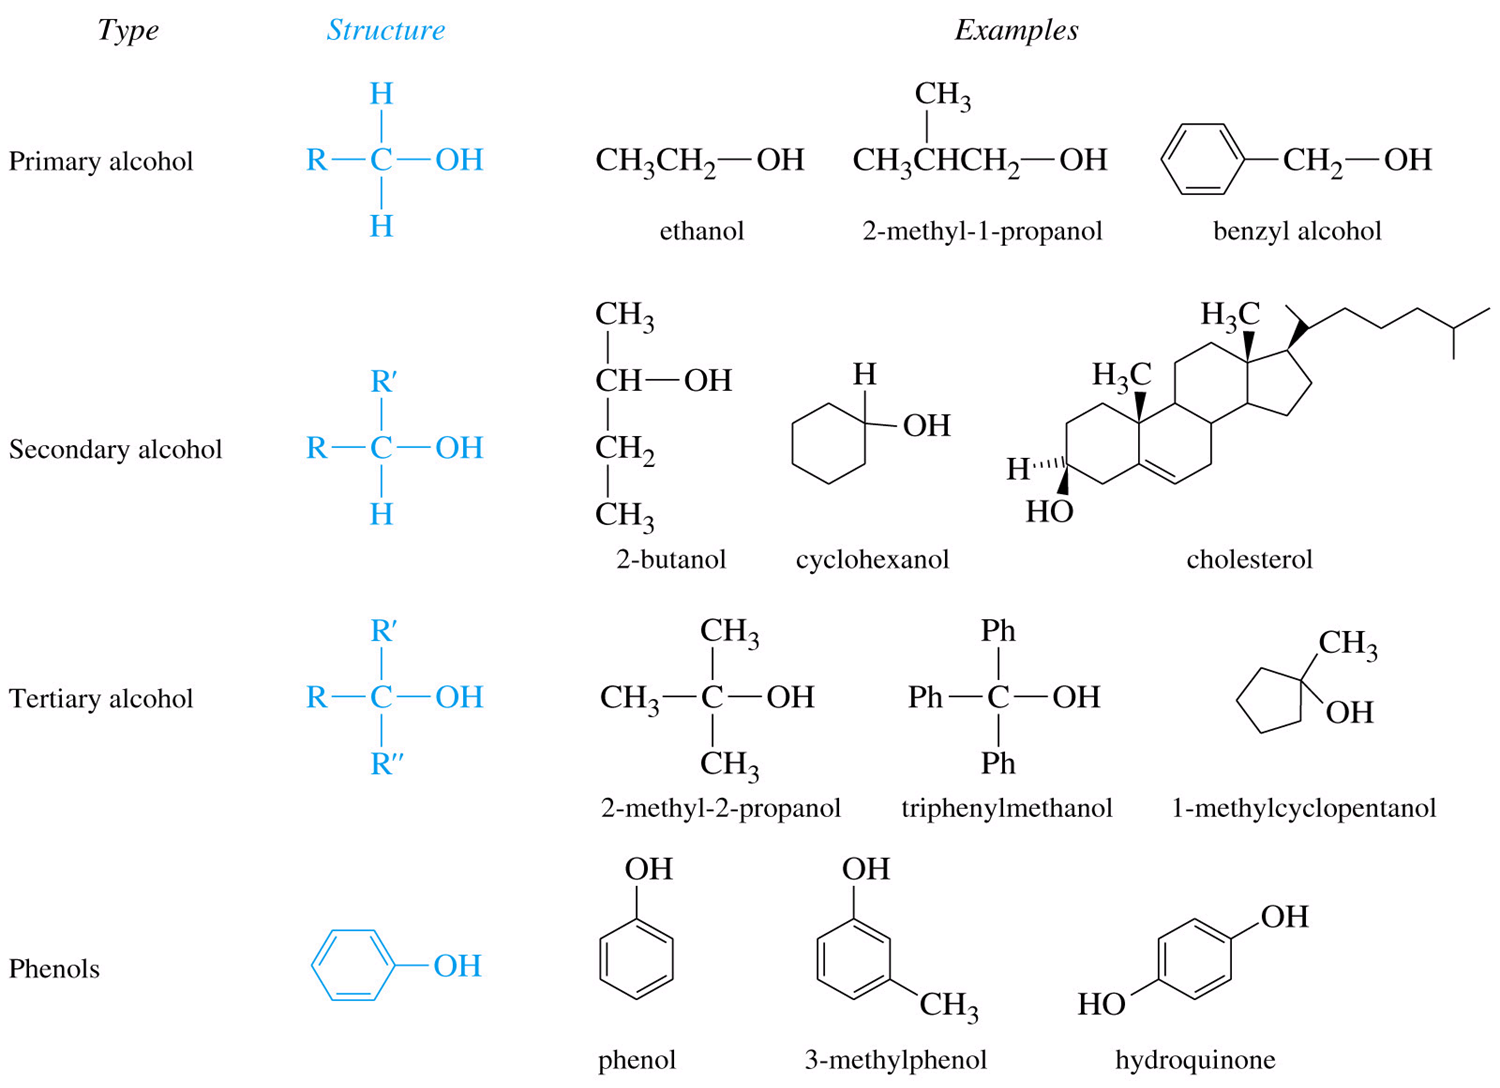 Type Structure Examples
H
R—C—OH
H
Primary alcohol
CH₃CH₂—OH
ethanol
CH₃
CH₃CHCH₂—OH
2-methyl-1-propanol
CH₂—OH
benzyl alcohol
Secondary alcohol
R′
R—C—OH
H
CH₃
CH—OH
CH₂
CH₃
2-butanol
H
OH
cyclohexanol
H₃C
H₃C
H
HO
cholesterol
Tertiary alcohol
R′
R—C—OH
R″
CH₃
CH₃—C—OH
CH₃
2-methyl-2-propanol
Ph
Ph—C—OH
Ph
triphenylmethanol
CH₃
OH
1-methylcyclopentanol
Phenols
OH
OH
phenol
OH
CH₃
3-methylphenol
OH
HO
hydroquinone